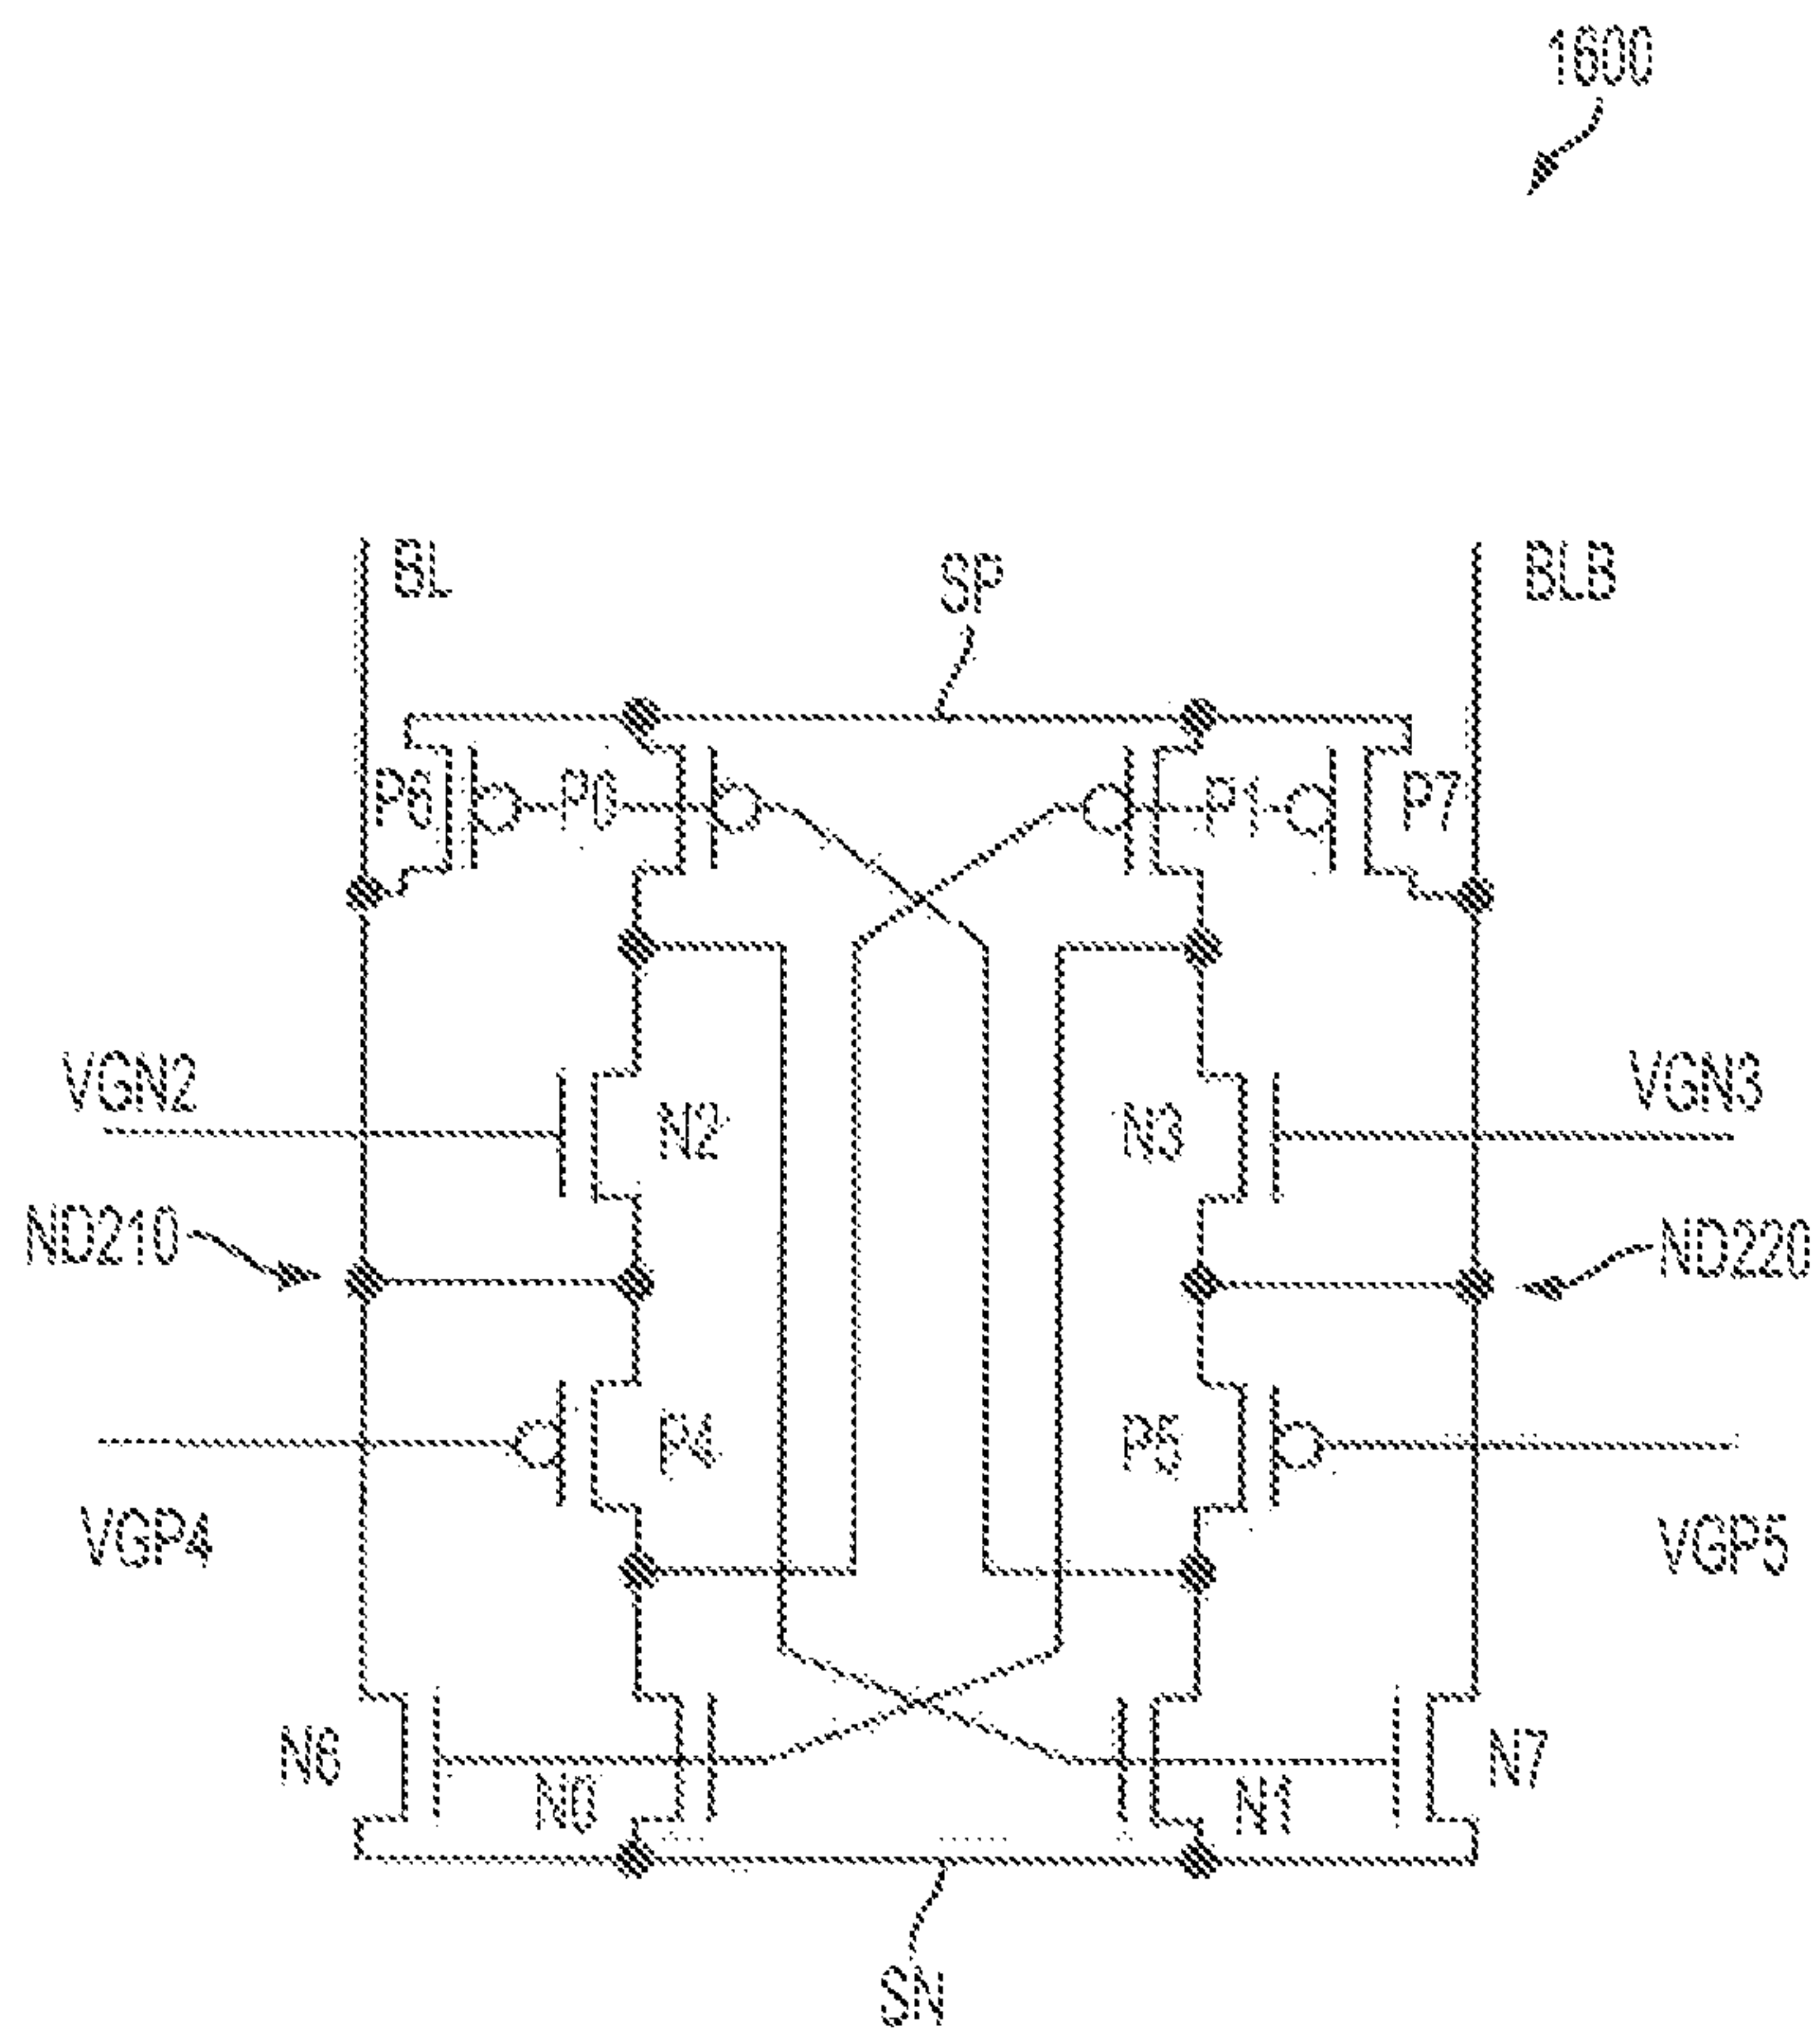 1600
BL
SP
BLB
P6
P0
P1
P7
VGN2
N2
N3
VGN3
ND210
ND220
P4
P5
VGP4
VGP5
N6
N0
N1
N7
SN